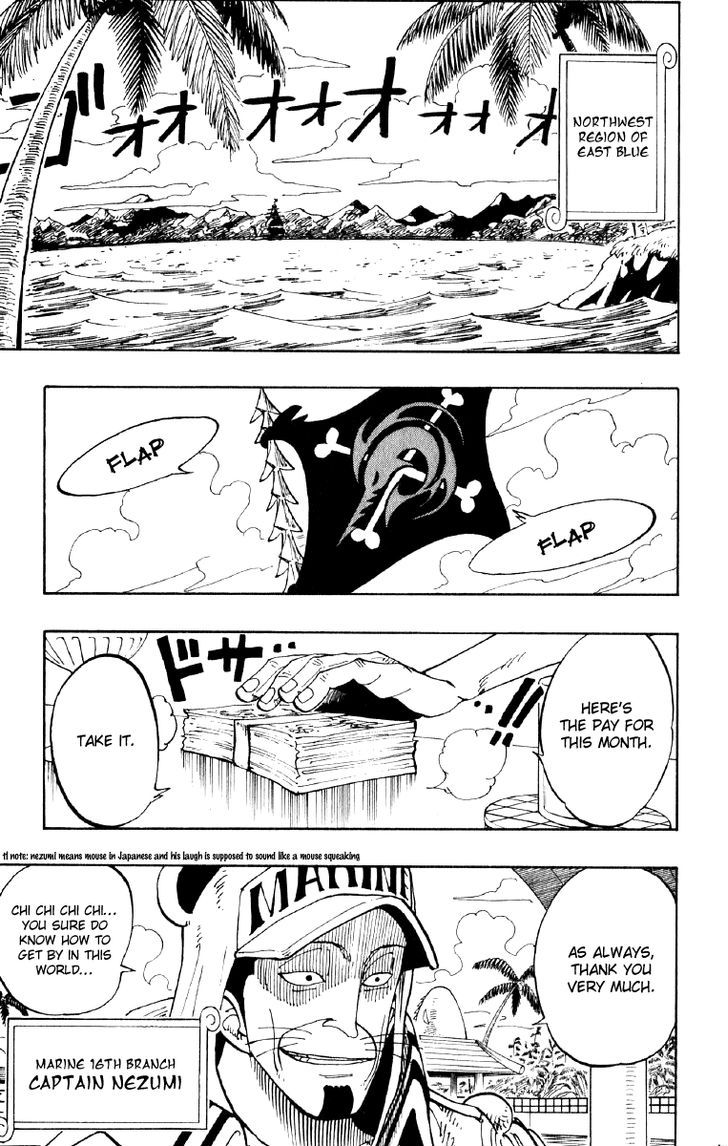 NORTHWEST
REGION OF
EAST BLUE
ゴォオオオォオオ
FLAP
FLAP
HERE'S
THE PAY FOR
THIS MONTH.
ドサッ
!!
TAKE IT.
tl note: nezumi means mouse in Japanese and his laugh is supposed to sound like a mouse squeaking
MARINE
AS ALWAYS,
THANK YOU
VERY MUCH.
CHI CHI CHI CHI...
YOU SURE DO
KNOW HOW TO
GET BY IN THIS
WORLD...
MARINE 16TH BRANCH
CAPTAIN NEZUMI